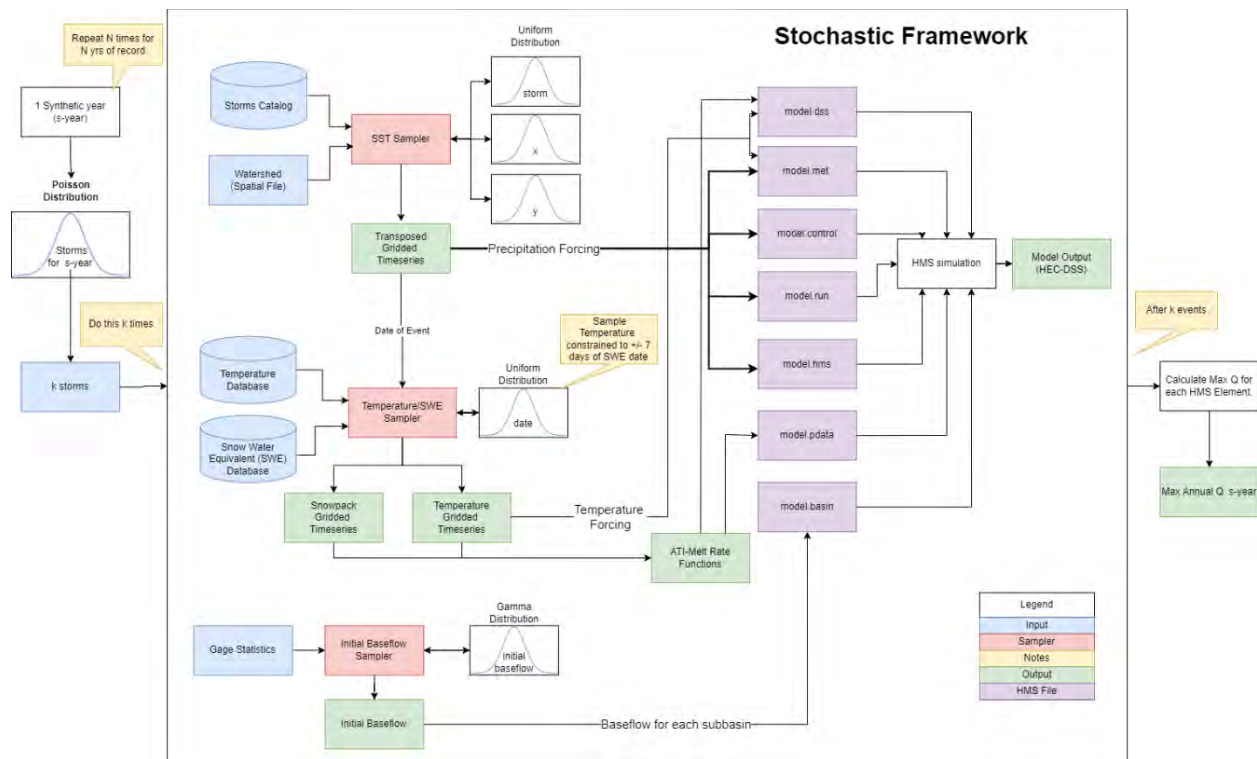 Stochastic Framework
Repeat N times for
N yrs of record.
1 Synthetic year
(s-year)
Poisson
Distribution
Storms
for s-year
Do this k times
k storms
Storms Catalog
Watershed
(Spatial File)
SST Sampler
Uniform
Distribution
storm
x
y
Transposed
Gridded
Timeseries
Precipitation Forcing
Date of Event
Temperature
Database
Snow Water
Equivalent (SWE)
Database
Temperature/SWE
Sampler
Uniform
Distribution
date
Sample
Temperature
constrained to +/- 7
days of SWE date
Snowpack
Gridded
Timeseries
Temperature
Gridded
Timeseries
Temperature
Forcing
ATI-Melt Rate
Functions
Gage Statistics
Initial Baseflow
Sampler
Gamma
Distribution
initial
baseflow
Initial Baseflow
Baseflow for each subbasin
model.dss
model.met
model.control
model.run
model.hms
model.pdata
model.basin
HMS simulation
Model Output
(HEC-DSS)
After k events
Calculate Max Q for
each HMS Element.
Max Annual Q: s-year
Legend
Input
Sampler
Notes
Output
HMS File